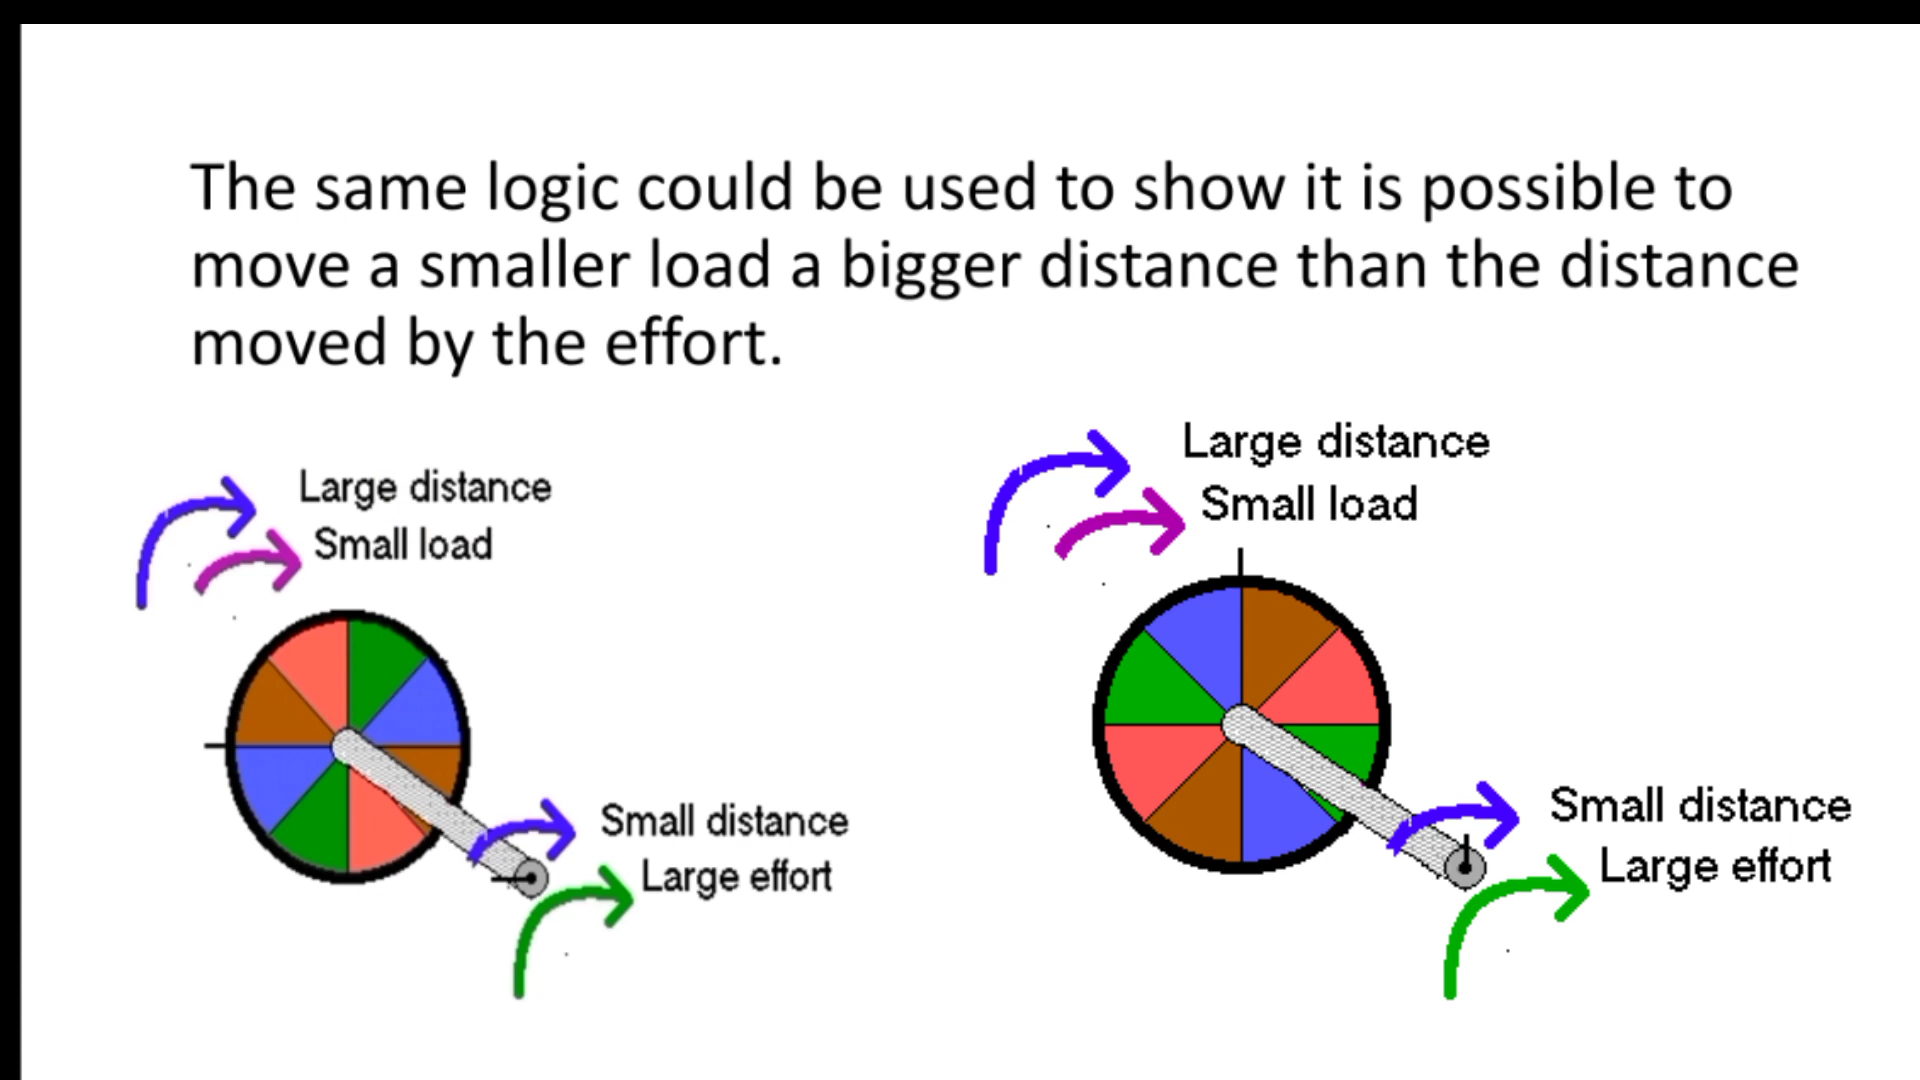 The same logic could be used to show it is possible to
move a smaller load a bigger distance than the distance
moved by the effort.
Large distance
Small load
Small distance
Large effort
Large distance
Small load
Small distance
Large effort